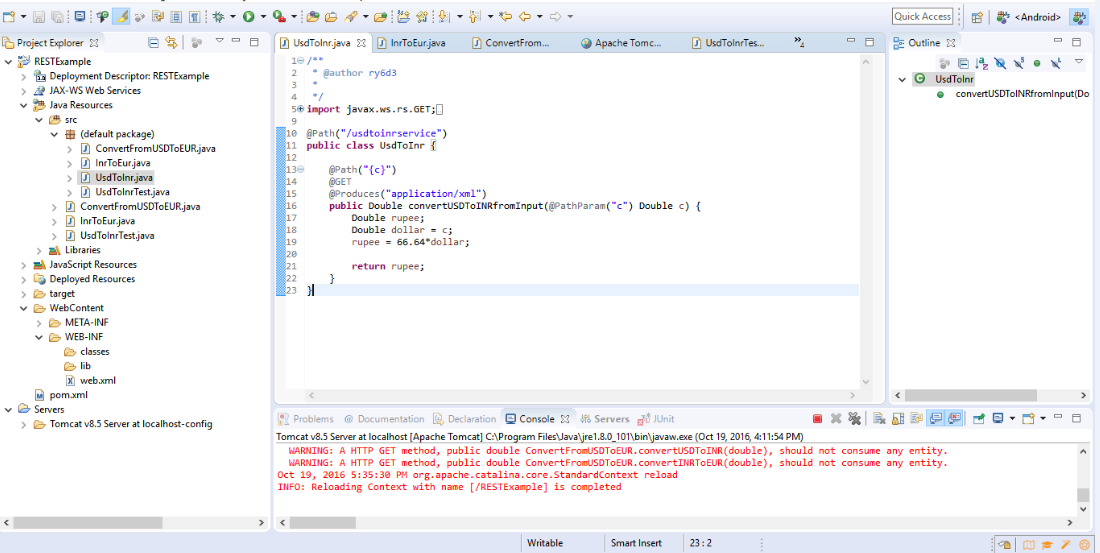 Quick Access
<Android>
Project Explorer
RESTExample
Deployment Descriptor: RESTExample
JAX-WS Web Services
Java Resources
src
(default package)
ConvertFromUSDToEUR.java
InrToEur.java
UsdToInr.java
UsdToInrTest.java
ConvertFromUSDToEUR.java
InrToEur.java
UsdToInrTest.java
Libraries
JavaScript Resources
Deployed Resources
target
WebContent
META-INF
WEB-INF
classes
lib
web.xml
pom.xml
Servers
Tomcat v8.5 Server at localhost-config
UsdToInr.java InrToEur.java ConvertFrom... Apache Tomc... UsdToInrTes... 4
1 /**
2 * @author ry6d3
3 *
4 */
5 import javax.ws.rs.GET;
9
10 @Path("/usdtoinrservice")
11 public class UsdToInr {
12
13 @Path("{c}")
14 @GET
15 @Produces("application/xml")
16 public Double convertUSDToINRfromInput(@PathParam("c") Double c) {
17 Double rupee;
18 Double dollar = c;
19 rupee = 66.64*dollar;
20
21 return rupee;
22 }
23 }
Outline
UsdToInr
convertUSDToINRfromInput(Do
Problems @ Documentation Declaration Console Servers JUnit
Tomcat v8.5 Server at localhost [Apache Tomcat] C:\Program Files\Java\jre1.8.0_101\bin\javaw.exe (Oct 19, 2016, 4:11:54 PM)
WARNING: A HTTP GET method, public double ConvertFromUSDToEUR.convertUSDToINR(double), should not consume any entity.
WARNING: A HTTP GET method, public double ConvertFromUSDToEUR.convertINRToEUR(double), should not consume any entity.
Oct 19, 2016 5:35:30 PM org.apache.catalina.core.StandardContext reload
INFO: Reloading Context with name [/RESTExample] is completed
Writable Smart Insert 23 : 2